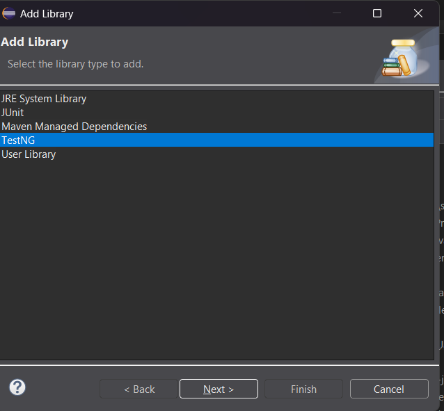 Add Library
Add Library
Select the library type to add.
JRE System Library
JUnit
Maven Managed Dependencies
TestNG
User Library
?
< Back
Next >
Finish
Cancel